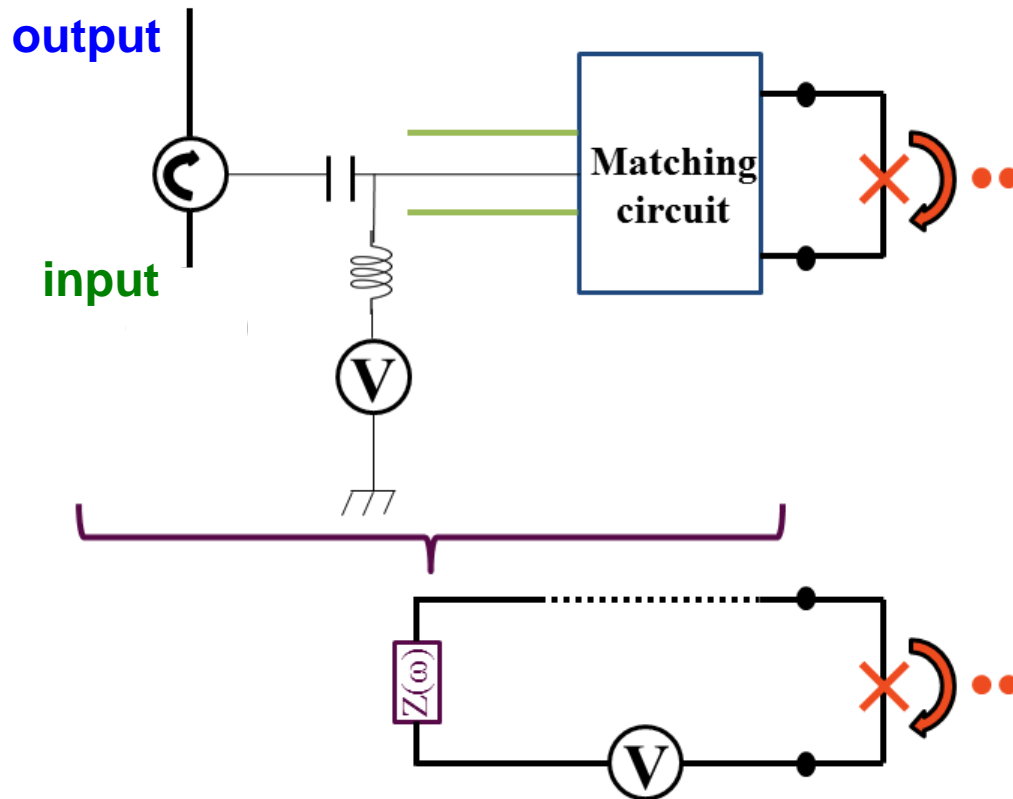 output
Matching
circuit
input
V
Z(ω)
V